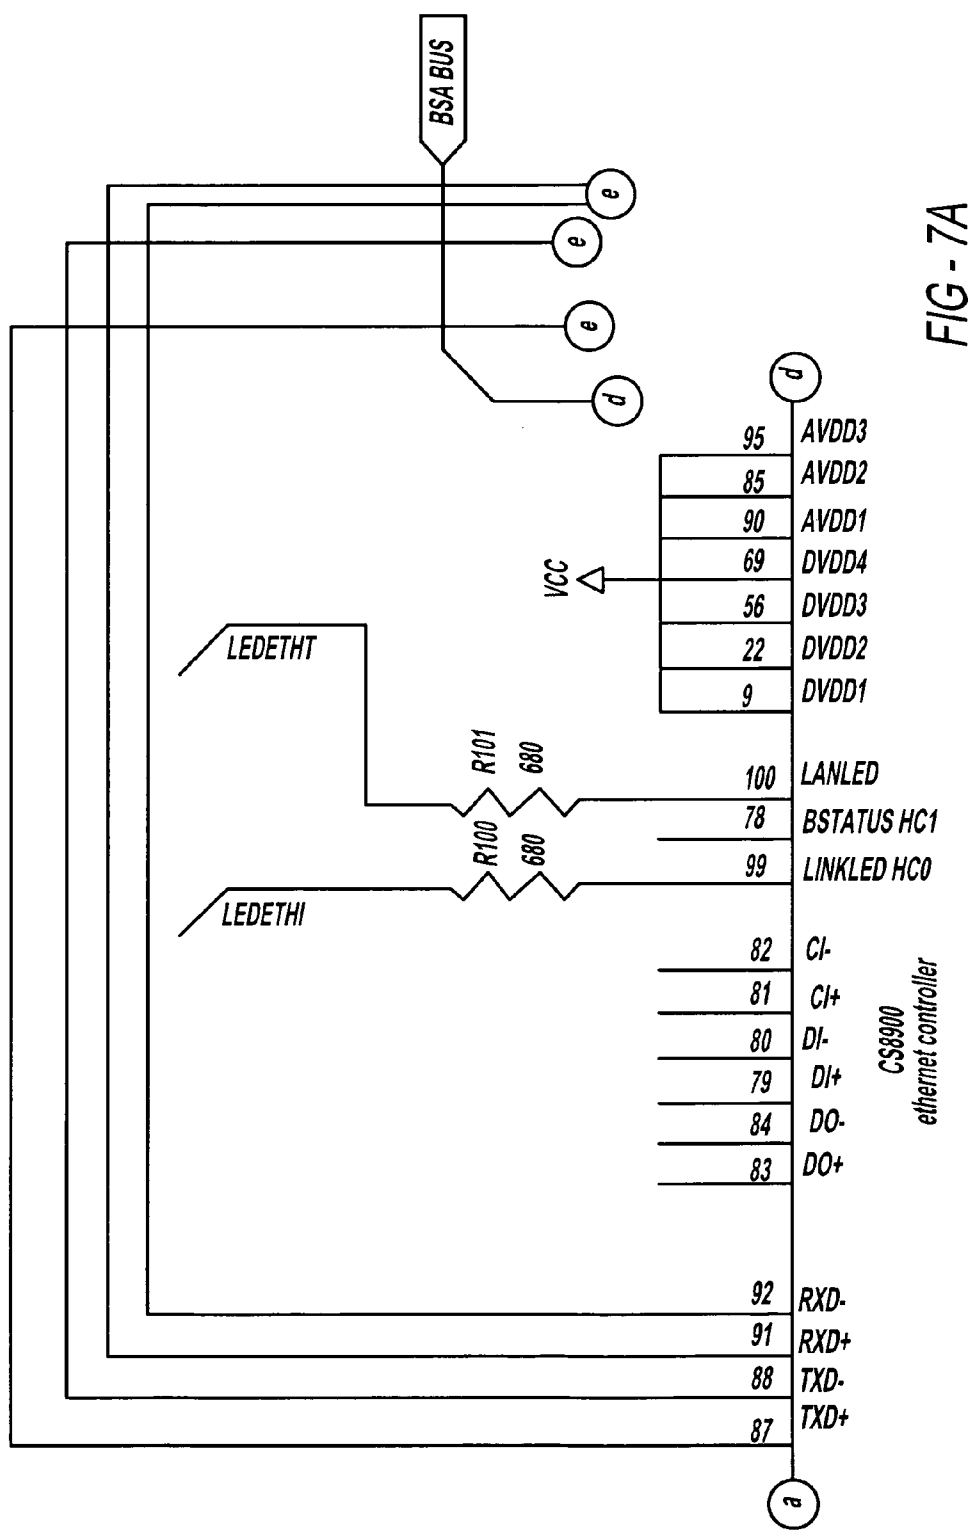 BSA BUS
e
e
e
d
d
FIG - 7A
VCC
95 AVDD3
85 AVDD2
90 AVDD1
69 DVDD4
56 DVDD3
22 DVDD2
9 DVDD1
LEDETHT
R101
680
100 LANLED
78 BSTATUS HC1
R100
680
99 LINKLED HC0
LEDETHI
82 CI-
81 CI+
80 DI-
79 DI+
84 DO-
83 DO+
CS8900
ethernet controller
92 RXD-
91 RXD+
88 TXD-
87 TXD+
a